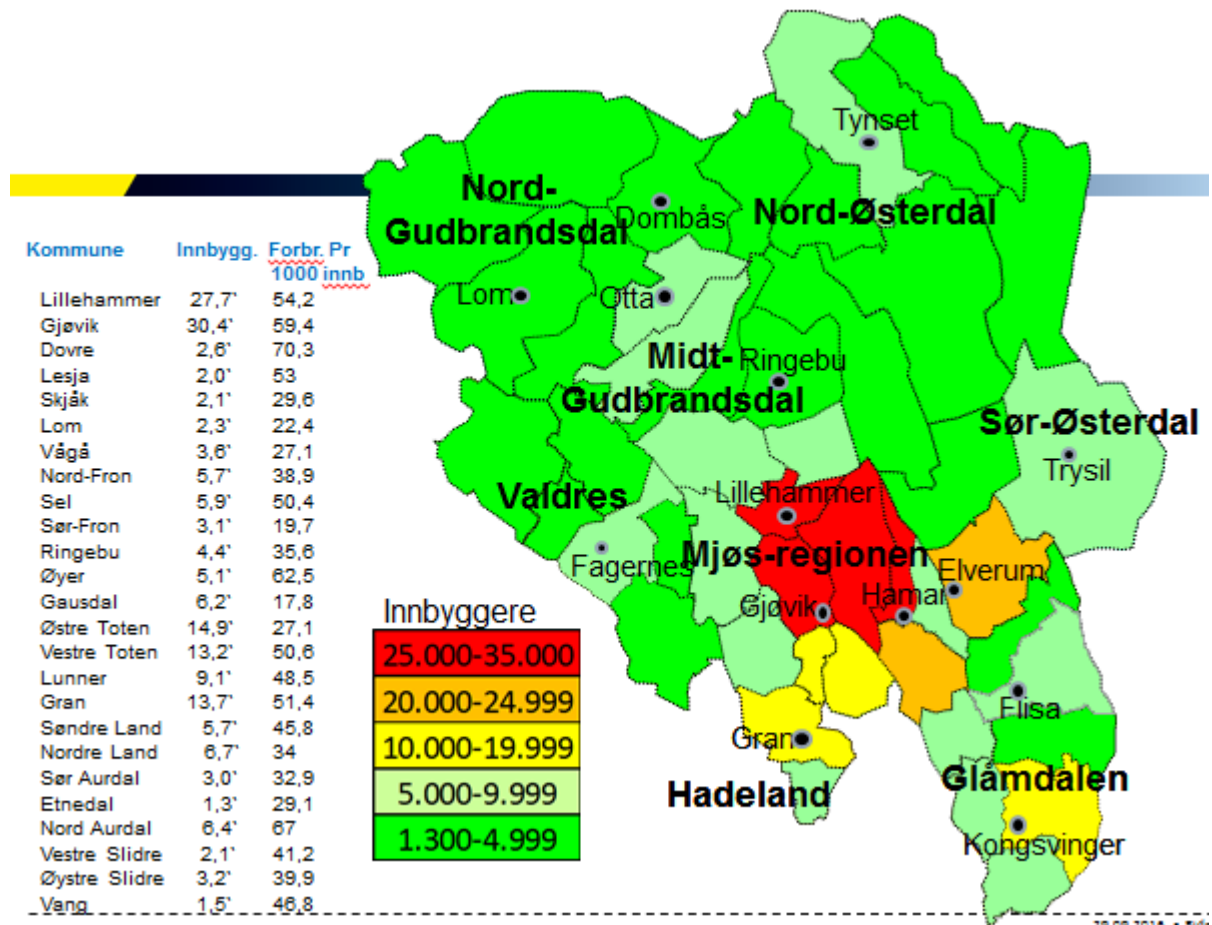 Kommune Innbygg. Forbr. Pr
1000 innb
Lillehammer 27,7' 54,2
Gjøvik 30,4' 59,4
Dovre 2,6' 70,3
Lesja 2,0' 53
Skjåk 2,1' 29,6
Lom 2,3' 22,4
Vågå 3,6' 27,1
Nord-Fron 5,7' 38,9
Sel 5,9' 50,4
Sør-Fron 3,1' 19,7
Ringebu 4,4' 35,6
Øyer 5,1' 62,5
Gausdal 6,2' 17,8
Østre Toten 14,9' 27,1
Vestre Toten 13,2' 50,6
Lunner 9,1' 48,5
Gran 13,7' 51,4
Søndre Land 5,7' 45,8
Nordre Land 6,7' 34
Sør Aurdal 3,0' 32,9
Etnedal 1,3' 29,1
Nord Aurdal 6,4' 67
Vestre Slidre 2,1' 41,2
Øystre Slidre 3,2' 39,9
Vang 1,5' 46,8
Tynset
Nord-
Gudbrandsdal
Dombås
Nord-Østerdal
Lom
Otta
Midt-
Gudbrandsdal
Ringebu
Sør-Østerdal
Trysil
Valdres
Lillehammer
Fagernes
Mjøs-regionen
Elverum
Gjøvik
Hamar
Flisa
Gran
Hadeland
Glåmdalen
Kongsvinger
Innbyggere
25.000-35.000
20.000-24.999
10.000-19.999
5.000-9.999
1.300-4.999